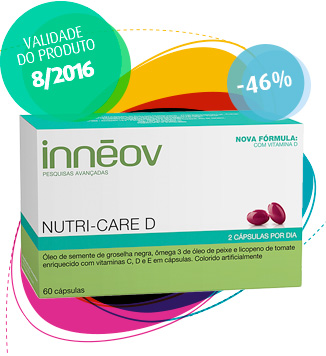 VALIDADE
DO PRODUTO
8/2016
-46%
NOVA FÓRMULA:
COM VITAMINA D
innēov
PESQUISAS AVANÇADAS
NUTRI-CARE D
2 CÁPSULAS POR DIA
Óleo de semente de groselha negra, ômega 3 de óleo de peixe e licopeno de tomate
enriquecido com vitaminas C, D e E em cápsulas. Colorido artificialmente
60 cápsulas